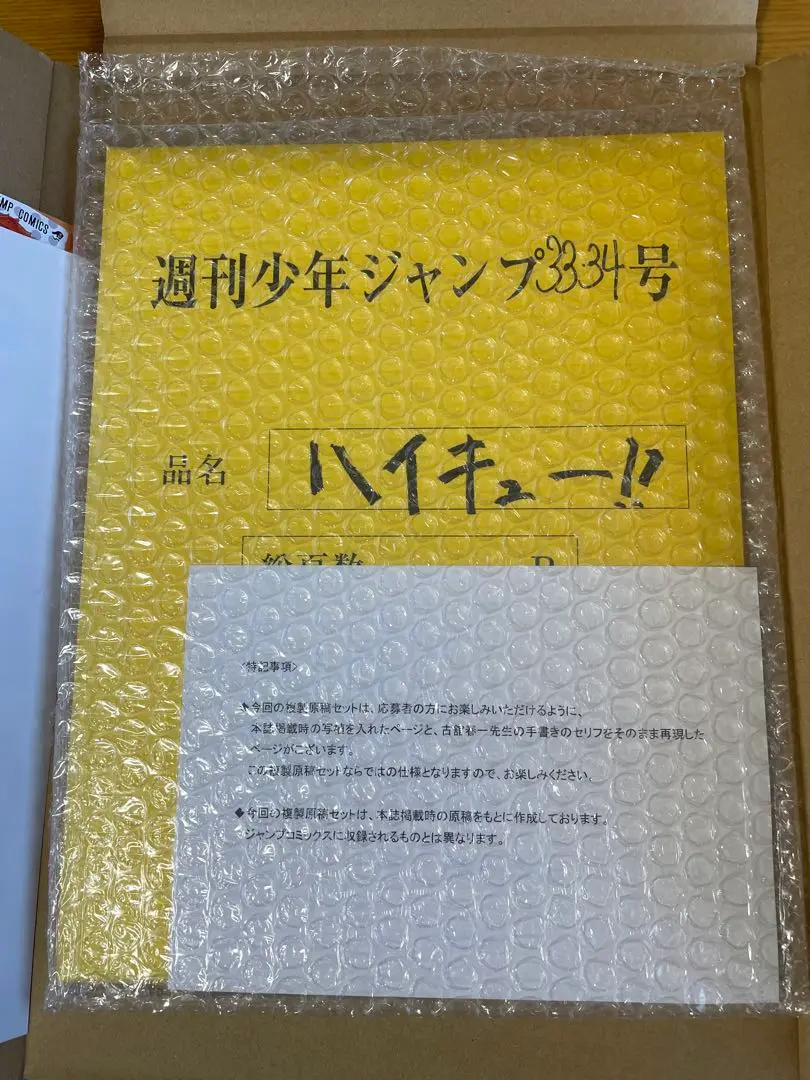 MP COMICS
週刊少年ジャンプ33・34号
品名
ハイキュー!!
総頁数 P
<特記事項>
◆今回の複製原稿セットは、応募者の方にお楽しみいただけるように、
本誌掲載時の写植を入れたページと、古舘春一先生の手書きのセリフをそのまま再現した
ページがございます。
この複製原稿セットならではの仕様となりますので、お楽しみください。
◆今回の複製原稿セットは、本誌掲載時の原稿をもとに作成しております。
ジャンプコミックスに収録されるものとは異なります。